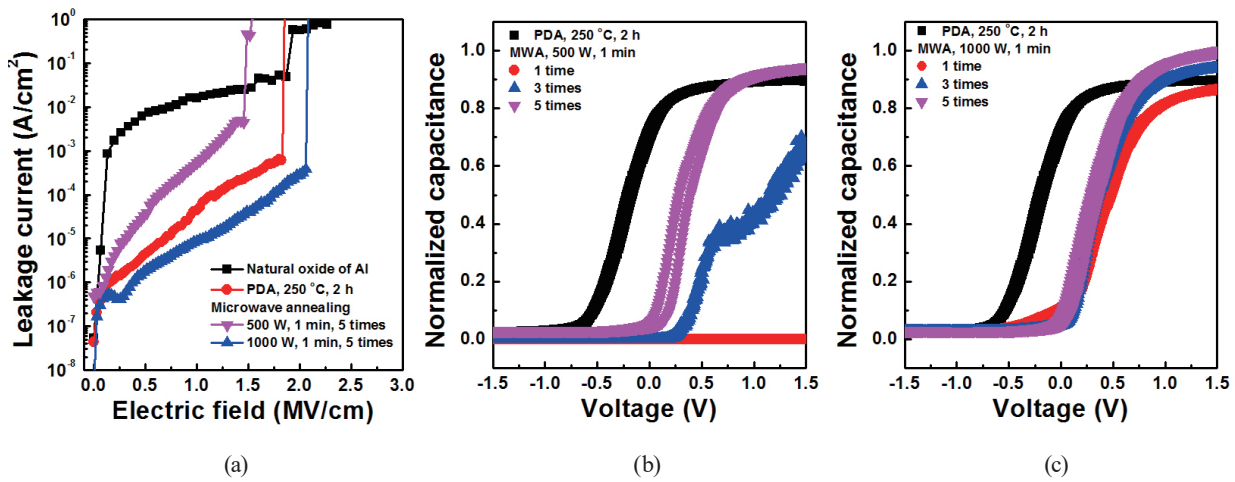 10⁰
10⁻¹
10⁻²
10⁻³
10⁻⁴
10⁻⁵
10⁻⁶
10⁻⁷
10⁻⁸
Leakage current (A/cm²)
Natural oxide of Al
PDA, 250 °C, 2 h
Microwave annealing
500 W, 1 min, 5 times
1000 W, 1 min, 5 times
0.0 0.5 1.0 1.5 2.0 2.5 3.0
Electric field (MV/cm)
(a)
PDA, 250 °C, 2 h
MWA, 500 W, 1 min
1 time
3 times
5 times
1.0
0.8
0.6
0.4
0.2
0.0
Normalized capacitance
-1.5 -1.0 -0.5 0.0 0.5 1.0 1.5
Voltage (V)
(b)
PDA, 250 °C, 2 h
MWA, 1000 W, 1 min
1 time
3 times
5 times
1.0
0.8
0.6
0.4
0.2
0.0
Normalized capacitance
-1.5 -1.0 -0.5 0.0 0.5 1.0 1.5
Voltage (V)
(c)